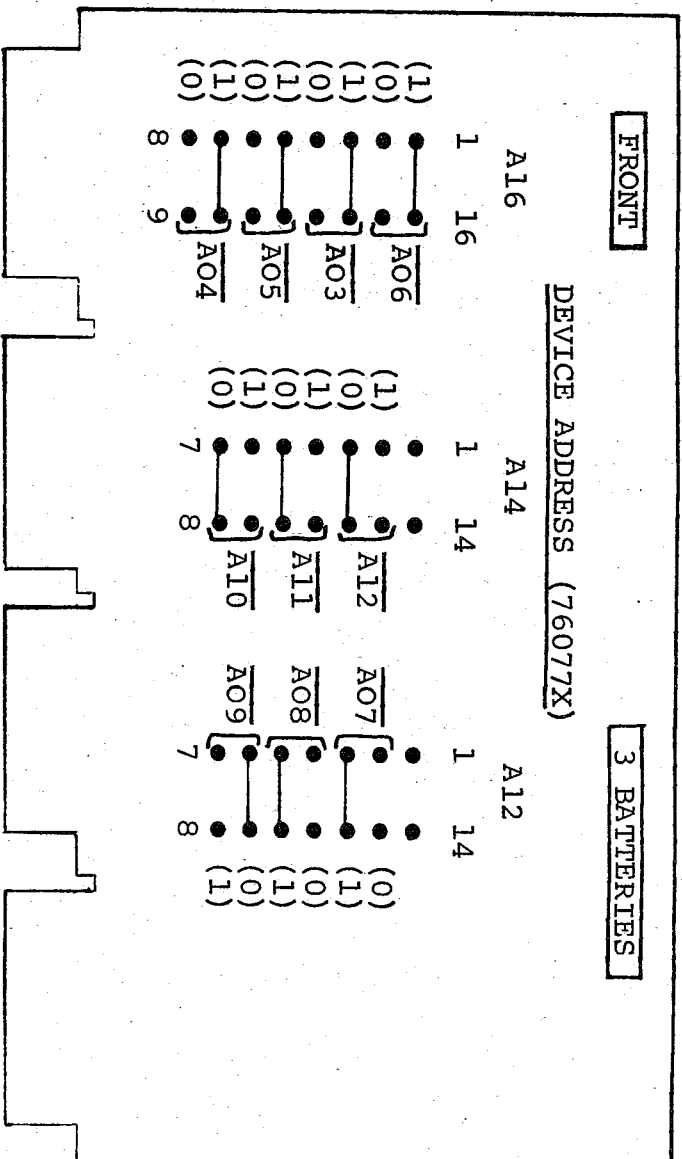 FRONT
3 BATTERIES
DEVICE ADDRESS (76077X)
A16
1 16
(1)
(0)
(1)
(0)
(1)
(0)
(1)
(0)
A06
A03
A05
A04
8 9
A14
1 14
(1)
(0)
(1)
(0)
(1)
(0)
A12
A11
A10
7 8
A12
1 14
A07
A08
A09
(0)
(1)
(0)
(1)
(0)
(1)
7 8